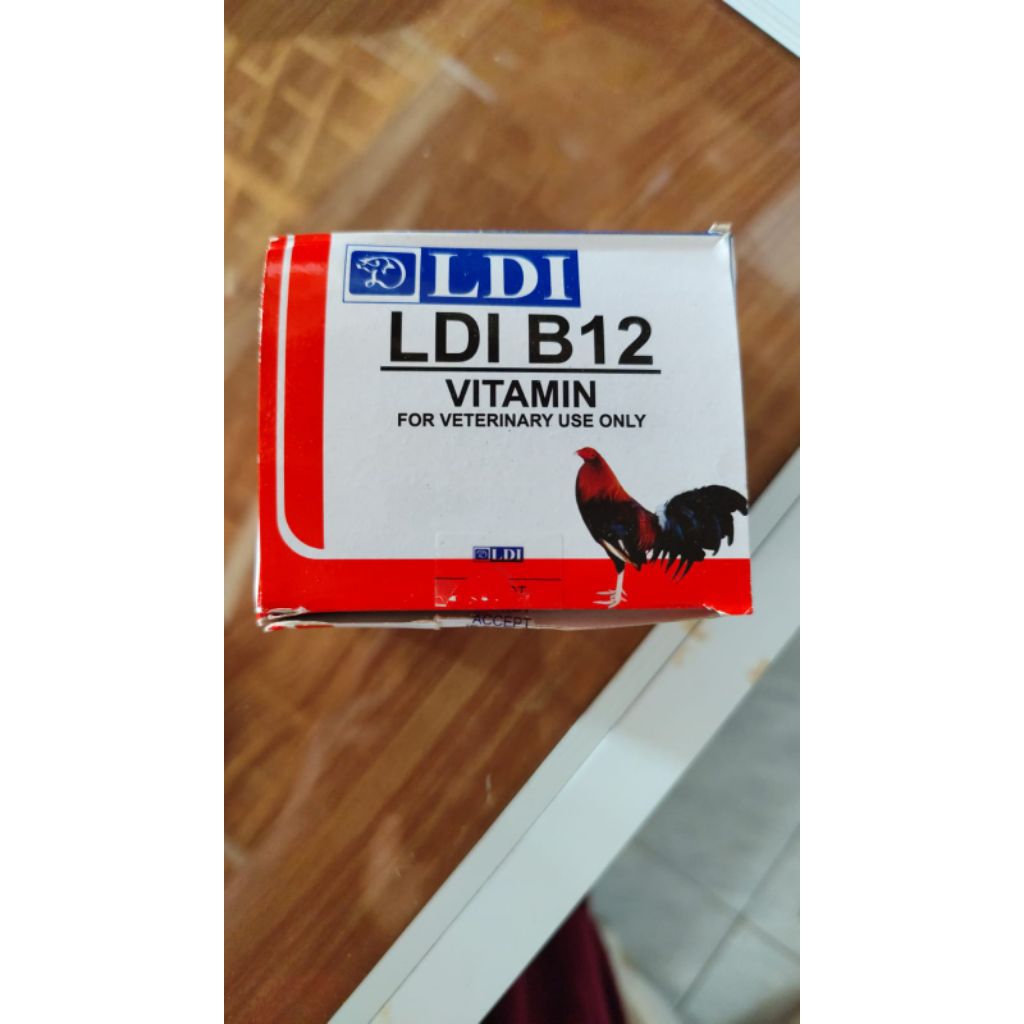 LDI
LDI B12
VITAMIN
FOR VETERINARY USE ONLY
LDI
ACCEPT